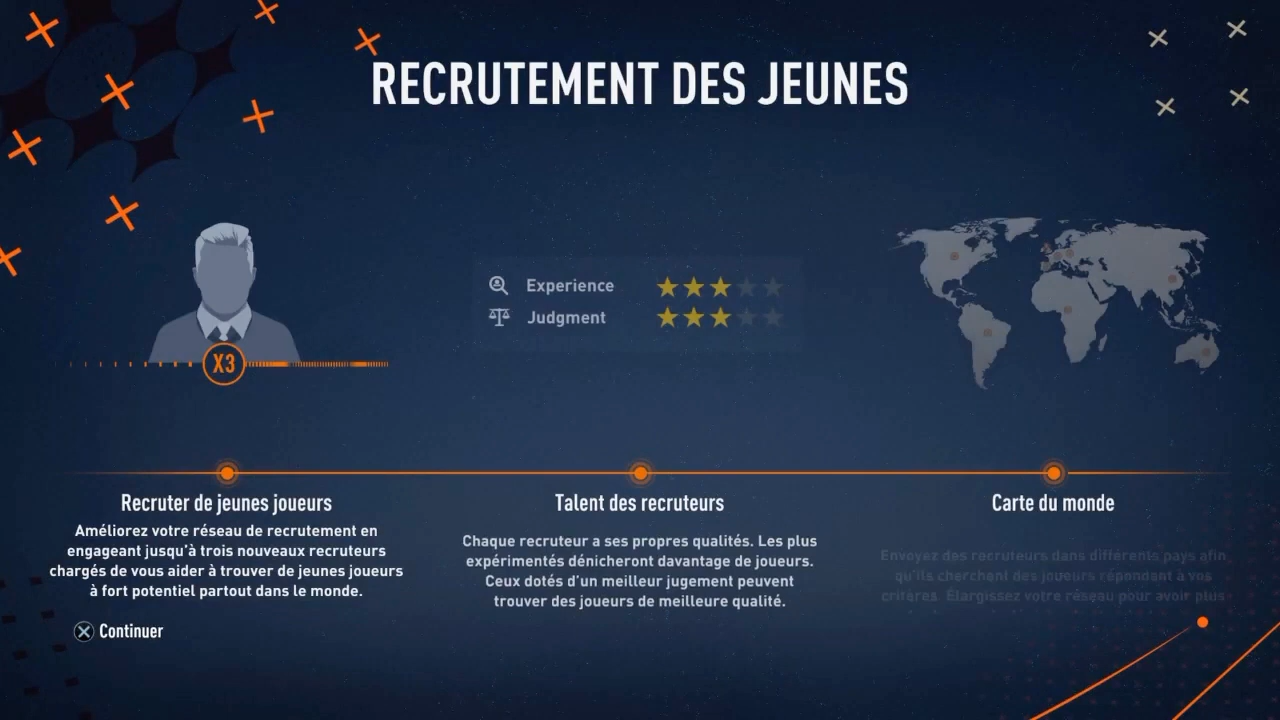 RECRUTEMENT DES JEUNES
X3
Experience
Judgment
Recruter de jeunes joueurs
Améliorez votre réseau de recrutement en
engageant jusqu'à trois nouveaux recruteurs
chargés de vous aider à trouver de jeunes joueurs
à fort potentiel partout dans le monde.
Talent des recruteurs
Chaque recruteur a ses propres qualités. Les plus
expérimentés dénicheront davantage de joueurs.
Ceux dotés d'un meilleur jugement peuvent
trouver des joueurs de meilleure qualité.
Carte du monde
Envoyez des recruteurs dans différents pays afin
qu'ils cherchent des joueurs répondant à vos
critères. Élargissez votre réseau pour avoir plus
Continuer